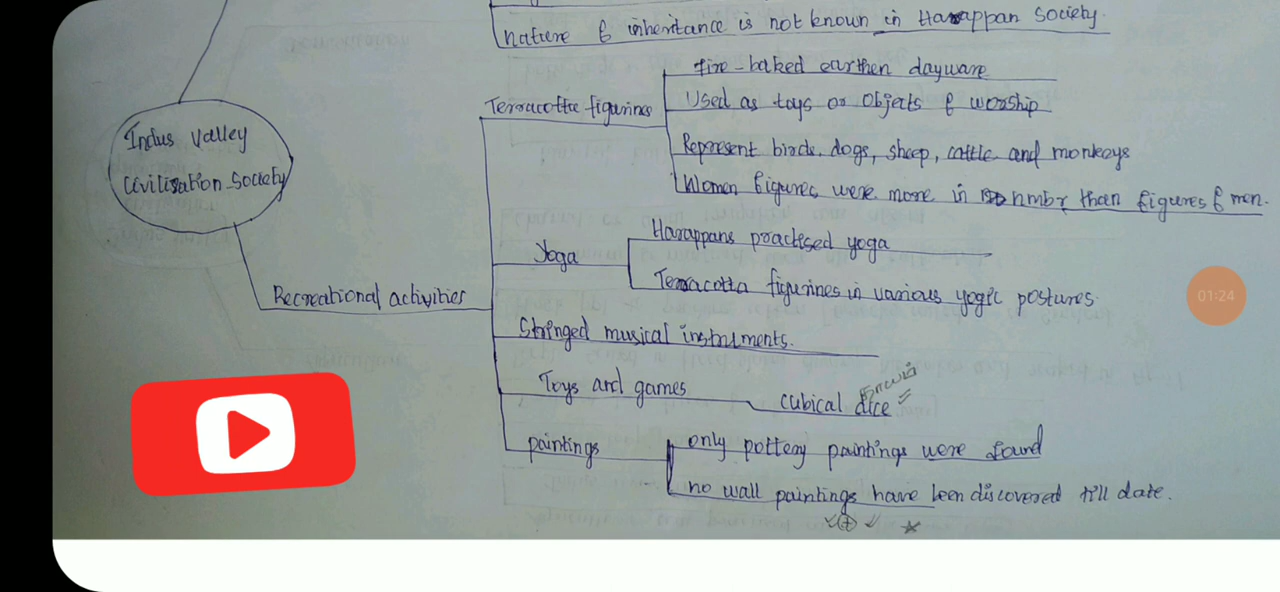 nature & inheritance is not known in Harappan society.
Indus Valley
Civilisation-society
Terracotta figurines
fire-baked earthen dayware
Used as toys or objects & worship
Represent birds, dogs, sheep, cattle and monkeys
Women figures were more in nmbr than figures & men.
Yoga
Harappans practised yoga
Terracotta figurines in various yogic postures.
Recreational activities
Stringed musical instruments.
Toys and games
cubical dice
paintings
only pottery paintings were found
no wall paintings have been discovered till date.
01:24